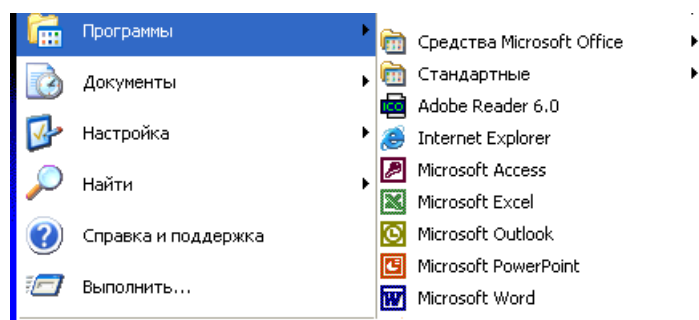 Программы
Документы
Настройка
Найти
Справка и поддержка
Выполнить...
Средства Microsoft Office
Стандартные
Adobe Reader 6.0
Internet Explorer
Microsoft Access
Microsoft Excel
Microsoft Outlook
Microsoft PowerPoint
Microsoft Word